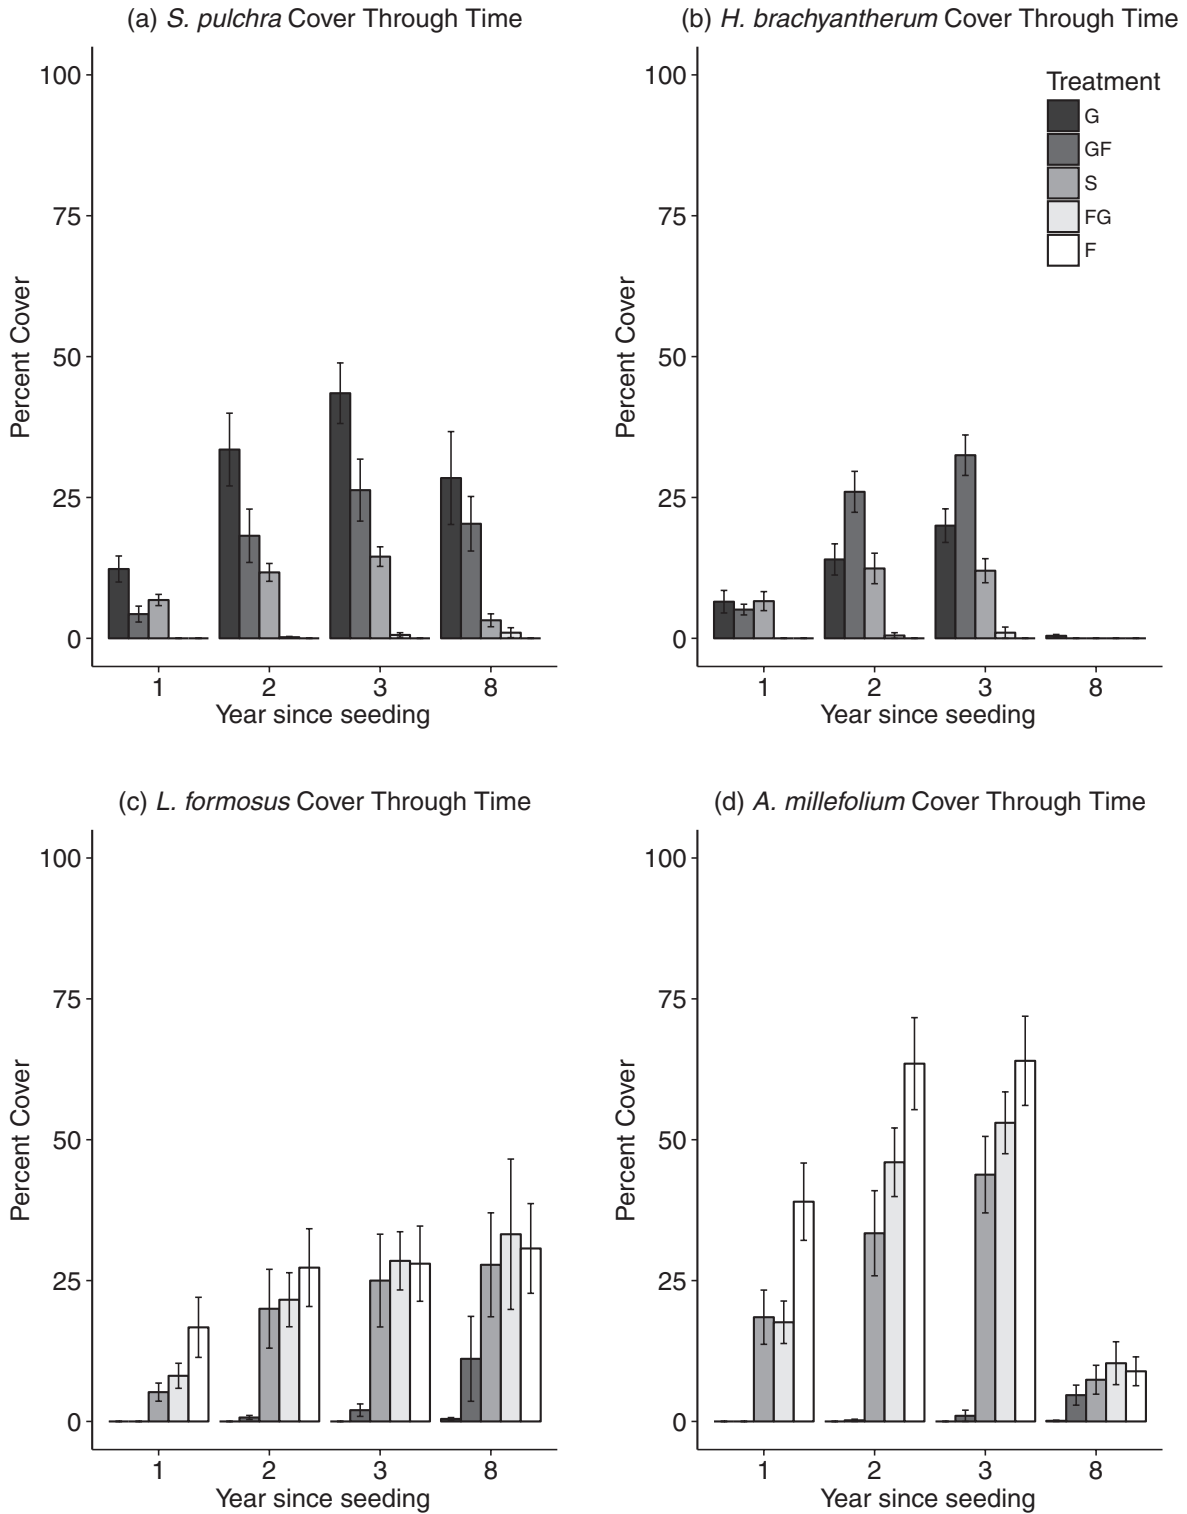 (a) S. pulchra Cover Through Time
100
75
50
25
0
Percent Cover
1 2 3 8
Year since seeding
(b) H. brachyantherum Cover Through Time
Treatment
G
GF
S
FG
F
100
75
50
25
0
Percent Cover
1 2 3 8
Year since seeding
(c) L. formosus Cover Through Time
100
75
50
25
0
Percent Cover
1 2 3 8
Year since seeding
(d) A. millefolium Cover Through Time
100
75
50
25
0
Percent Cover
1 2 3 8
Year since seeding